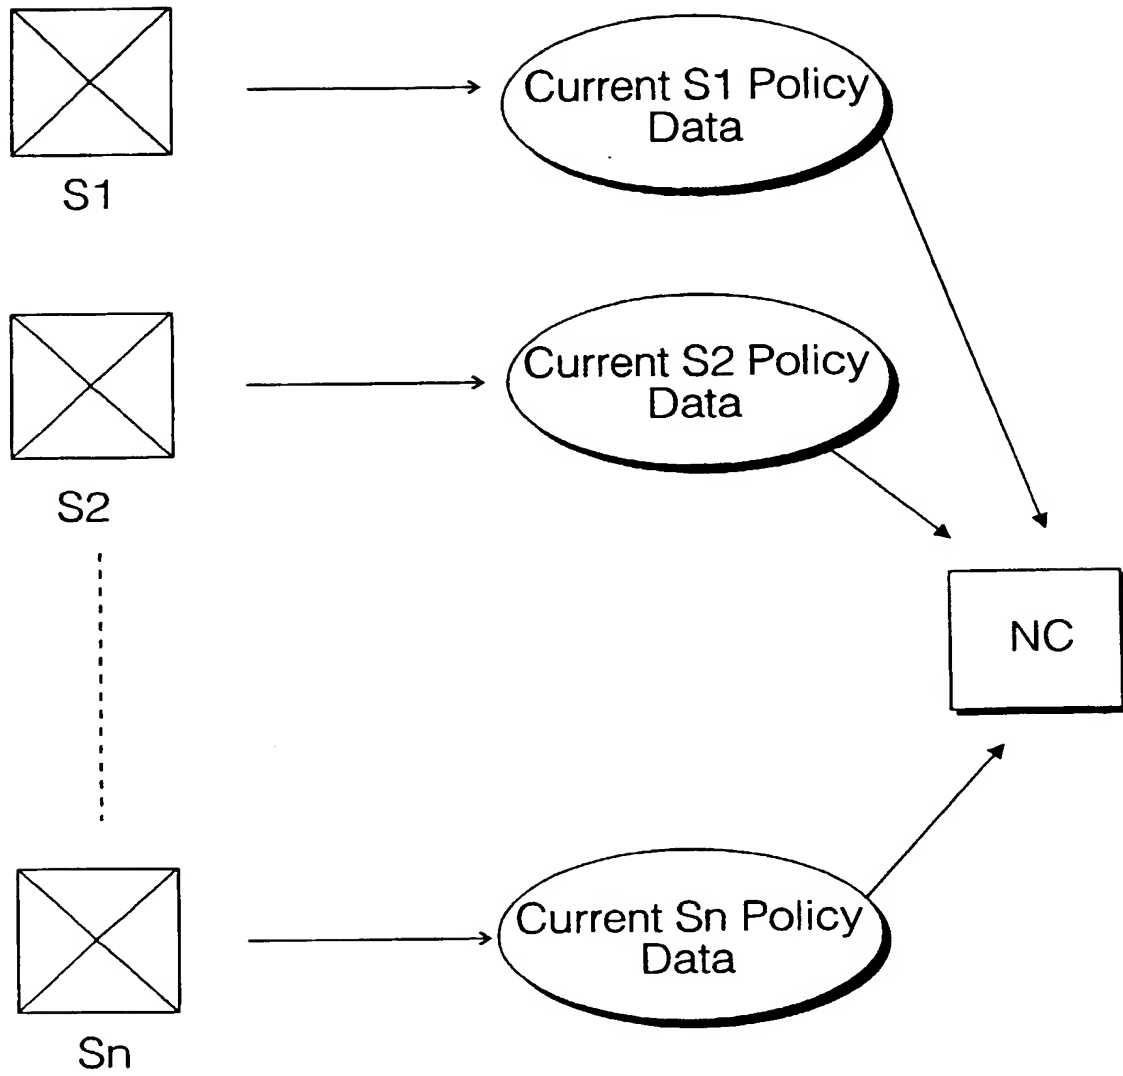 Current S1 Policy
Data
S1
Current S2 Policy
Data
S2
NC
Current Sn Policy
Data
Sn